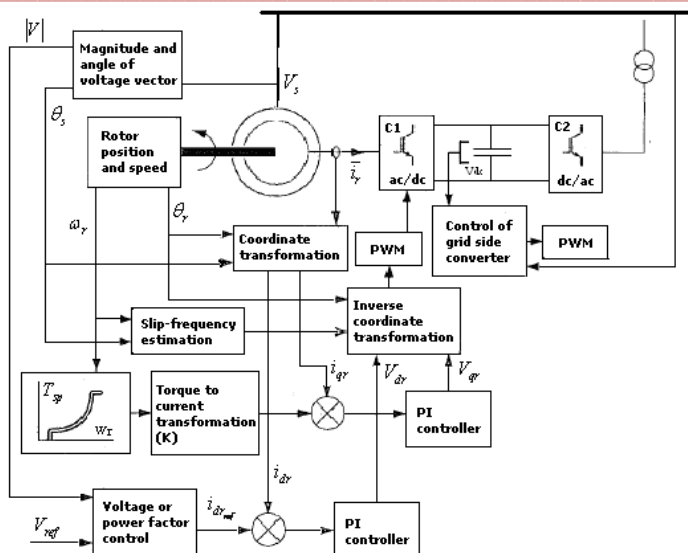 |V|
Magnitude and
angle of
voltage vector
V_s
θ_s
Rotor
position
and speed
C1
ac/dc
Vdc
C2
dc/ac
i_r
ω_r
θ_r
Coordinate
transformation
PWM
Control of
grid side
converter
PWM
Slip-frequency
estimation
Inverse
coordinate
transformation
T_sp
wr
Torque to
current
transformation
(K)
i_qr
V_dr
V_qr
PI
controller
i_dr
V_ref
Voltage or
power factor
control
i_dr_ref
PI
controller